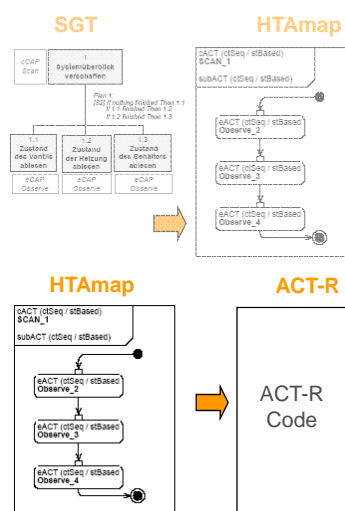 SGT
HTAmap
cCAP
Scan
1
Systemüberblick
verschaffen
Plan 1:
[S2] If nothing finished Then 1.1
If 1.1 finished Then 1.2
If 1.2 finished Then 1.3
1.1
Zustand
des Ventils
ablesen
1.2
Zustand
der Heizung
ablesen
1.3
Zustand
des Behälters
ablesen
eCAP
Observe
eCAP
Observe
eCAP
Observe
cACT (ctSeq / stBased)
SCAN_1
subACT (ctSeq / stBased)
eACT (ctSeq / stBased
Observe_2
eACT (ctSeq / stBased
Observe_3
eACT (ctSeq / stBased
Observe_4
HTAmap
ACT-R
cACT (ctSeq / stBased)
SCAN_1
subACT (ctSeq / stBased)
eACT (ctSeq / stBased
Observe_2
eACT (ctSeq / stBased
Observe_3
eACT (ctSeq / stBased
Observe_4
ACT-R
Code